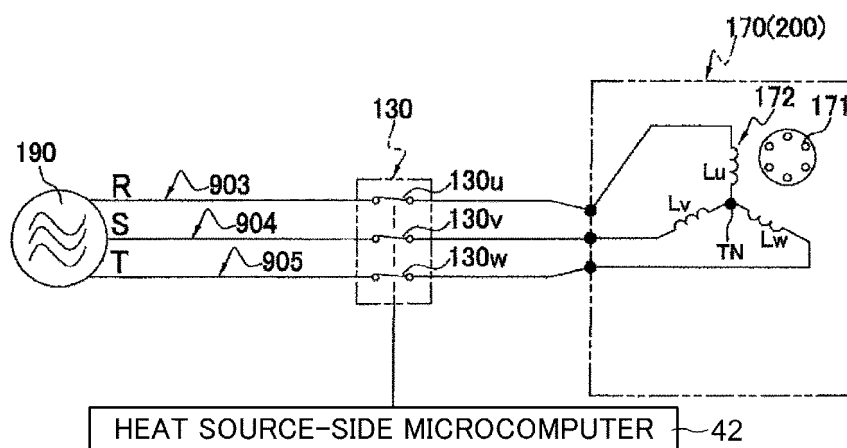 170(200)
130
172
171
190
R
903
130u
Lu
S
904
130v
Lv
TN
Lw
T
905
130w
HEAT SOURCE-SIDE MICROCOMPUTER
42